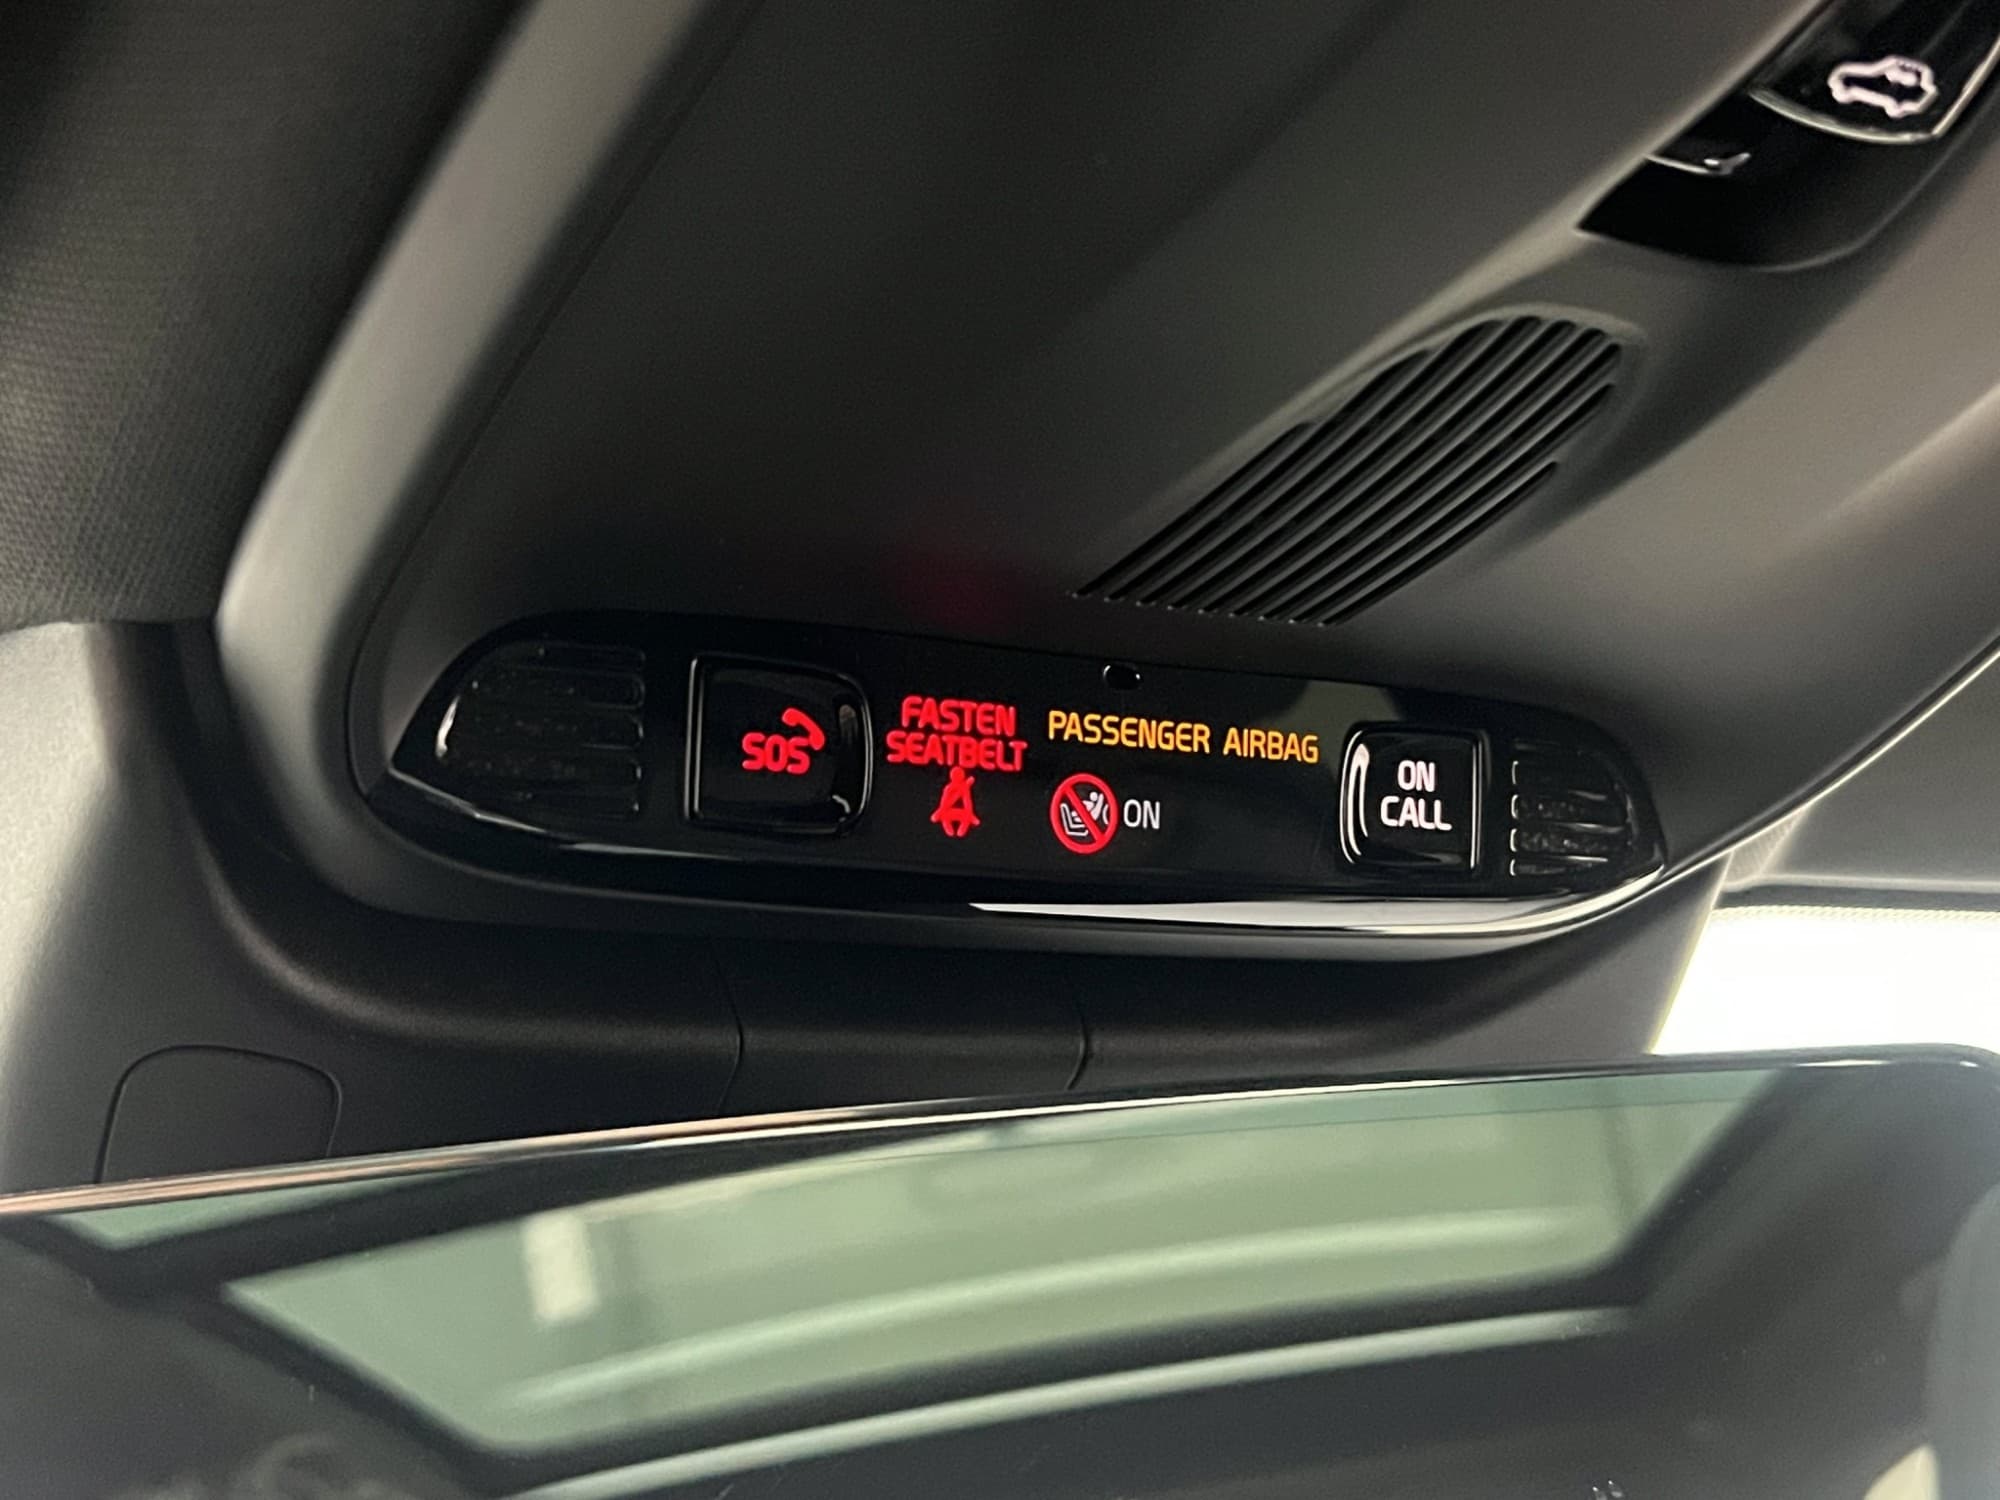 SOS
FASTEN
SEATBELT
PASSENGER AIRBAG
ON
ON
CALL